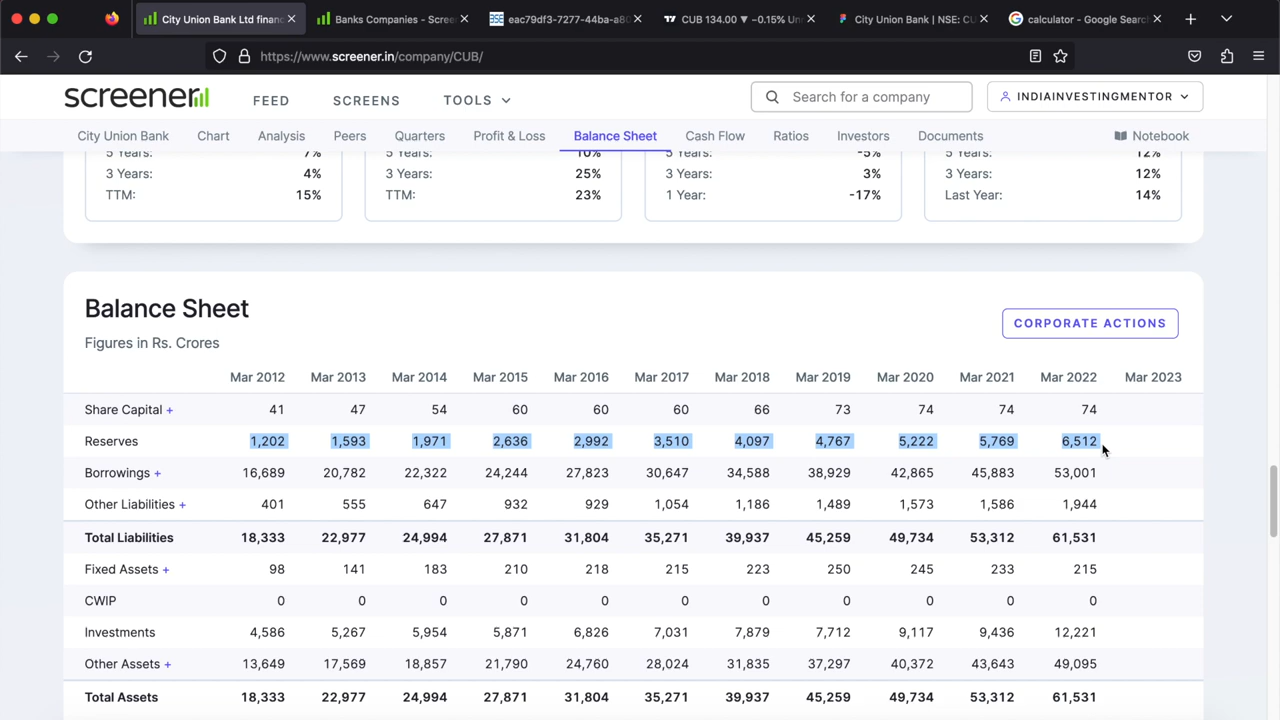 City Union Bank Ltd financ
Banks Companies - Scree
eac79df3-7277-44ba-a8
CUB 134.00 ▼ −0.15% Un
City Union Bank | NSE: CU
calculator - Google Searc
https://www.screener.in/company/CUB/
screener
FEED
SCREENS
TOOLS
Search for a company
INDIAINVESTINGMENTOR
City Union Bank Chart Analysis Peers Quarters Profit & Loss Balance Sheet Cash Flow Ratios Investors Documents Notebook
5 Years: 7% 5 Years: 10% 5 Years: -5% 5 Years: 12%
3 Years: 4% 3 Years: 25% 3 Years: 3% 3 Years: 12%
TTM: 15% TTM: 23% 1 Year: -17% Last Year: 14%
Balance Sheet
CORPORATE ACTIONS
Figures in Rs. Crores
Mar 2012 Mar 2013 Mar 2014 Mar 2015 Mar 2016 Mar 2017 Mar 2018 Mar 2019 Mar 2020 Mar 2021 Mar 2022 Mar 2023
Share Capital + 41 47 54 60 60 60 66 73 74 74 74
Reserves 1,202 1,593 1,971 2,636 2,992 3,510 4,097 4,767 5,222 5,769 6,512
Borrowings + 16,689 20,782 22,322 24,244 27,823 30,647 34,588 38,929 42,865 45,883 53,001
Other Liabilities + 401 555 647 932 929 1,054 1,186 1,489 1,573 1,586 1,944
Total Liabilities 18,333 22,977 24,994 27,871 31,804 35,271 39,937 45,259 49,734 53,312 61,531
Fixed Assets + 98 141 183 210 218 215 223 250 245 233 215
CWIP 0 0 0 0 0 0 0 0 0 0 0
Investments 4,586 5,267 5,954 5,871 6,826 7,031 7,879 7,712 9,117 9,436 12,221
Other Assets + 13,649 17,569 18,857 21,790 24,760 28,024 31,835 37,297 40,372 43,643 49,095
Total Assets 18,333 22,977 24,994 27,871 31,804 35,271 39,937 45,259 49,734 53,312 61,531